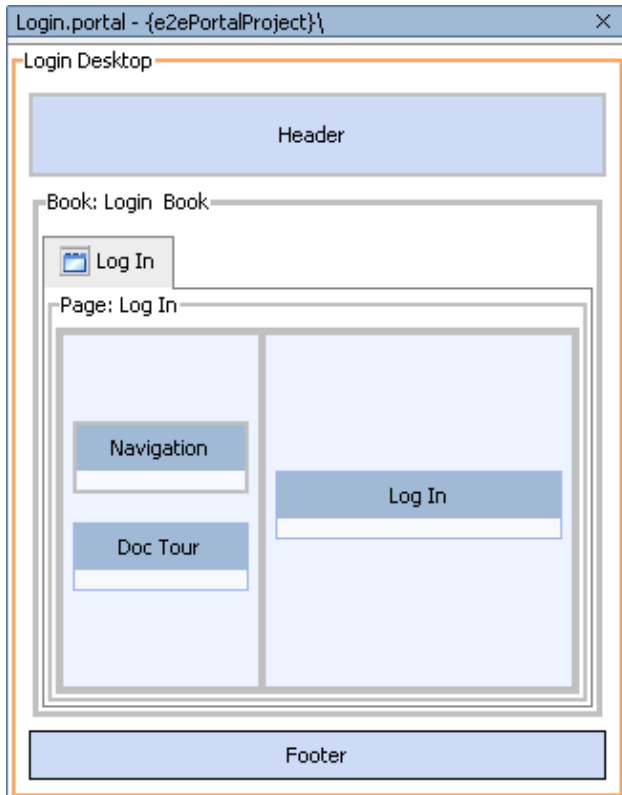 Login.portal - {e2ePortalProject}\
Login Desktop
Header
Book: Login Book
Log In
Page: Log In
Navigation
Log In
Doc Tour
Footer